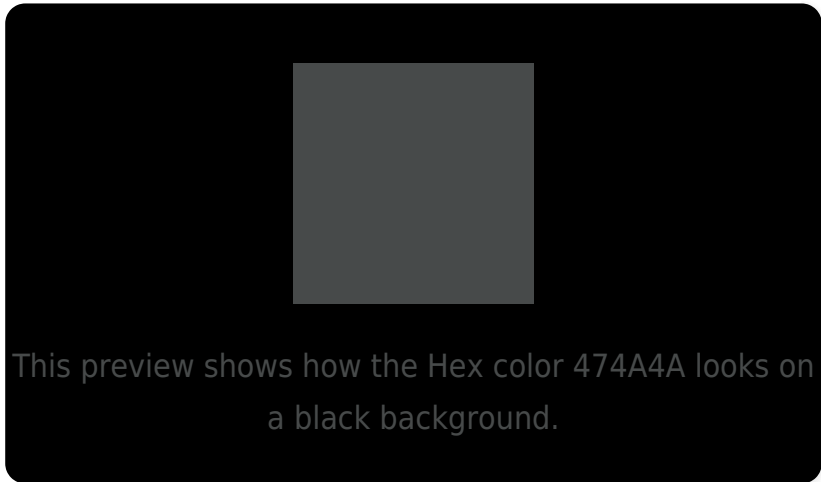 This preview shows how the Hex color 474A4A looks on
a black background.